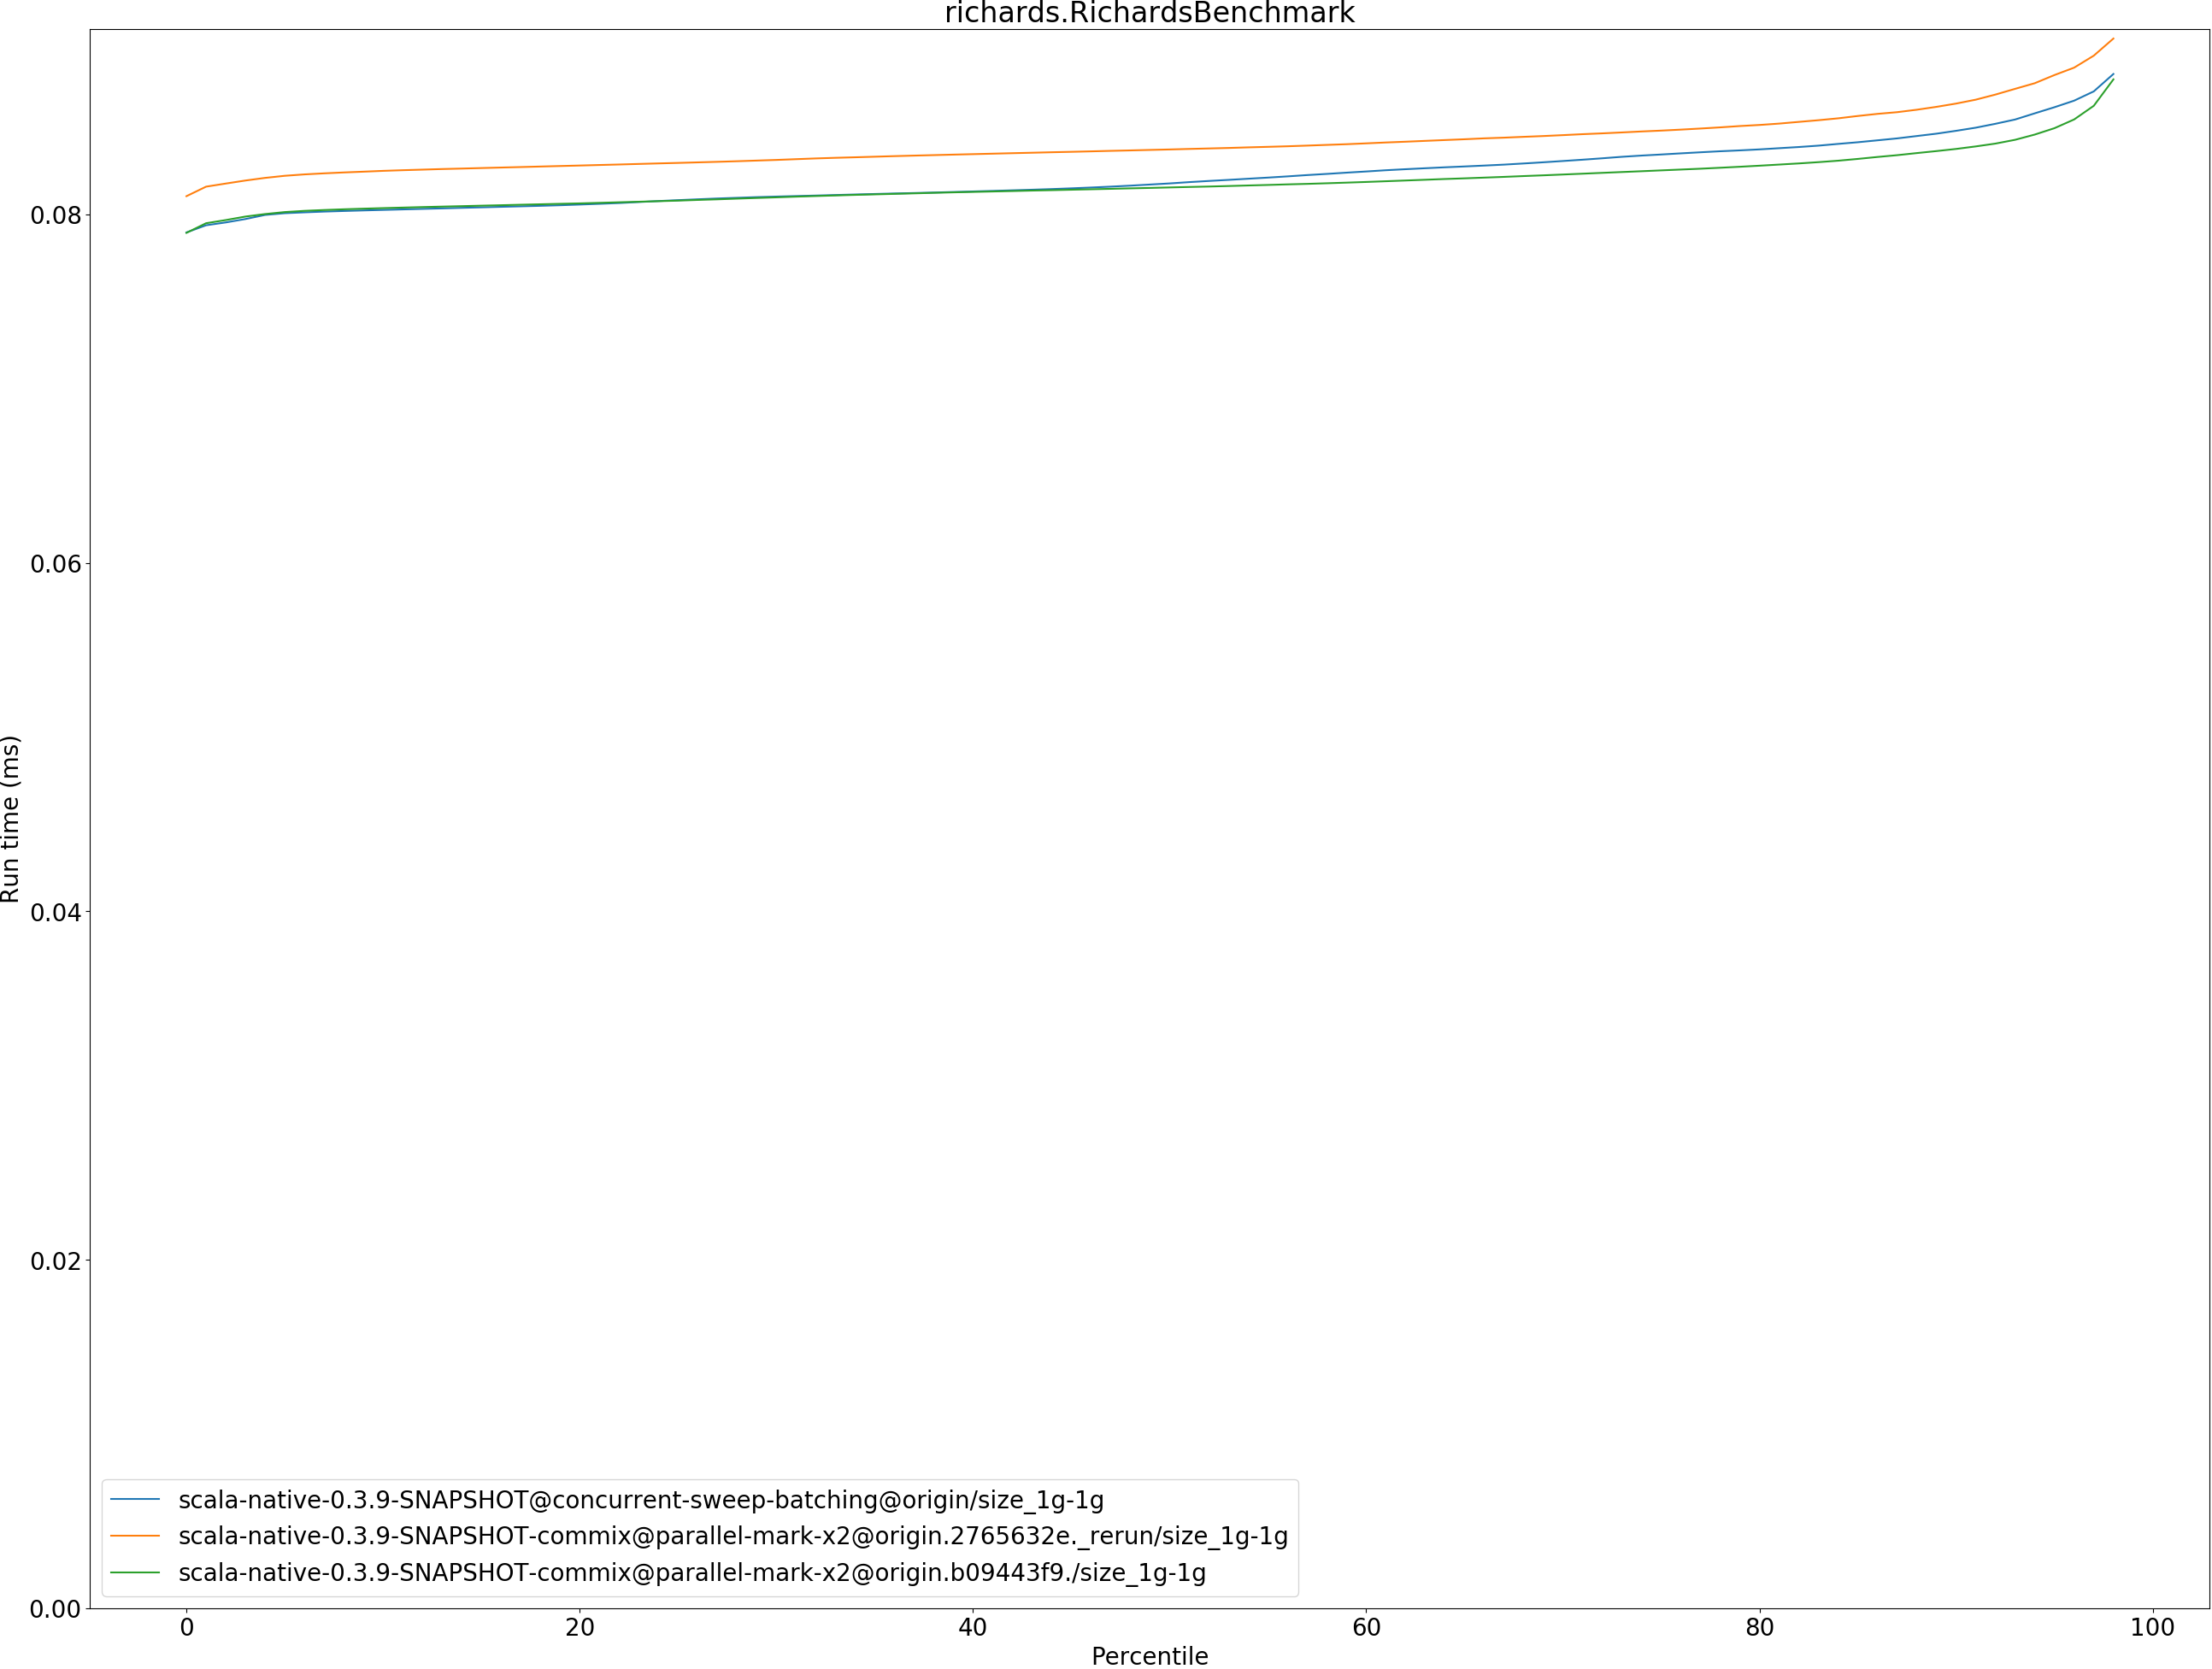 richards.RichardsBenchmark
0.08
0.06
0.04
0.02
0.00
Run time (ms)
0 20 40 60 80 100
Percentile
scala-native-0.3.9-SNAPSHOT@concurrent-sweep-batching@origin/size_1g-1g
scala-native-0.3.9-SNAPSHOT-commix@parallel-mark-x2@origin.2765632e._rerun/size_1g-1g
scala-native-0.3.9-SNAPSHOT-commix@parallel-mark-x2@origin.b09443f9./size_1g-1g